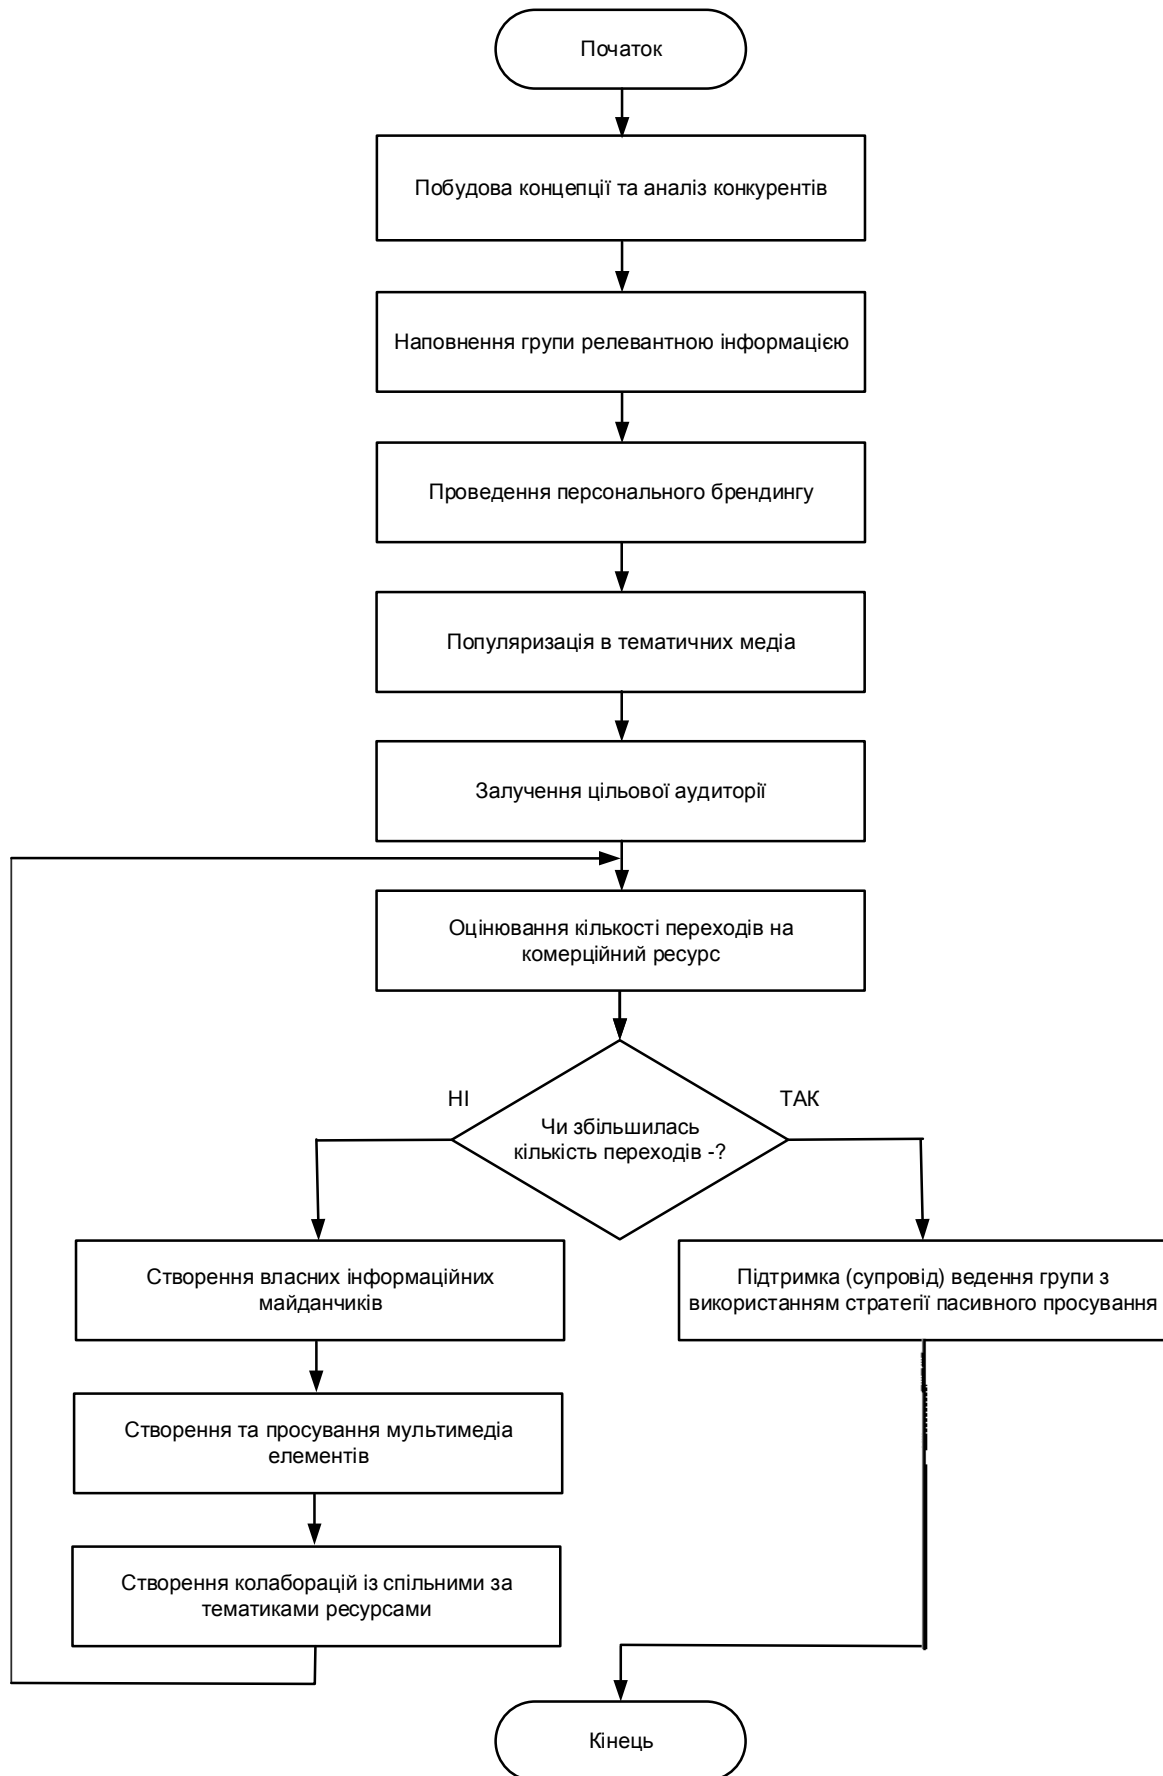 Початок
Побудова концепції та аналіз конкурентів
Наповнення групи релевантною інформацією
Проведення персонального брендингу
Популяризація в тематичних медіа
Залучення цільової аудиторії
Оцінювання кількості переходів на
комерційний ресурс
НІ
ТАК
Чи збільшилась
кількість переходів -?
Створення власних інформаційних
майданчиків
Підтримка (супровід) ведення групи з
використанням стратегії пасивного просування
Створення та просування мультимедіа
елементів
Створення колаборацій із спільними за
тематиками ресурсами
Кінець